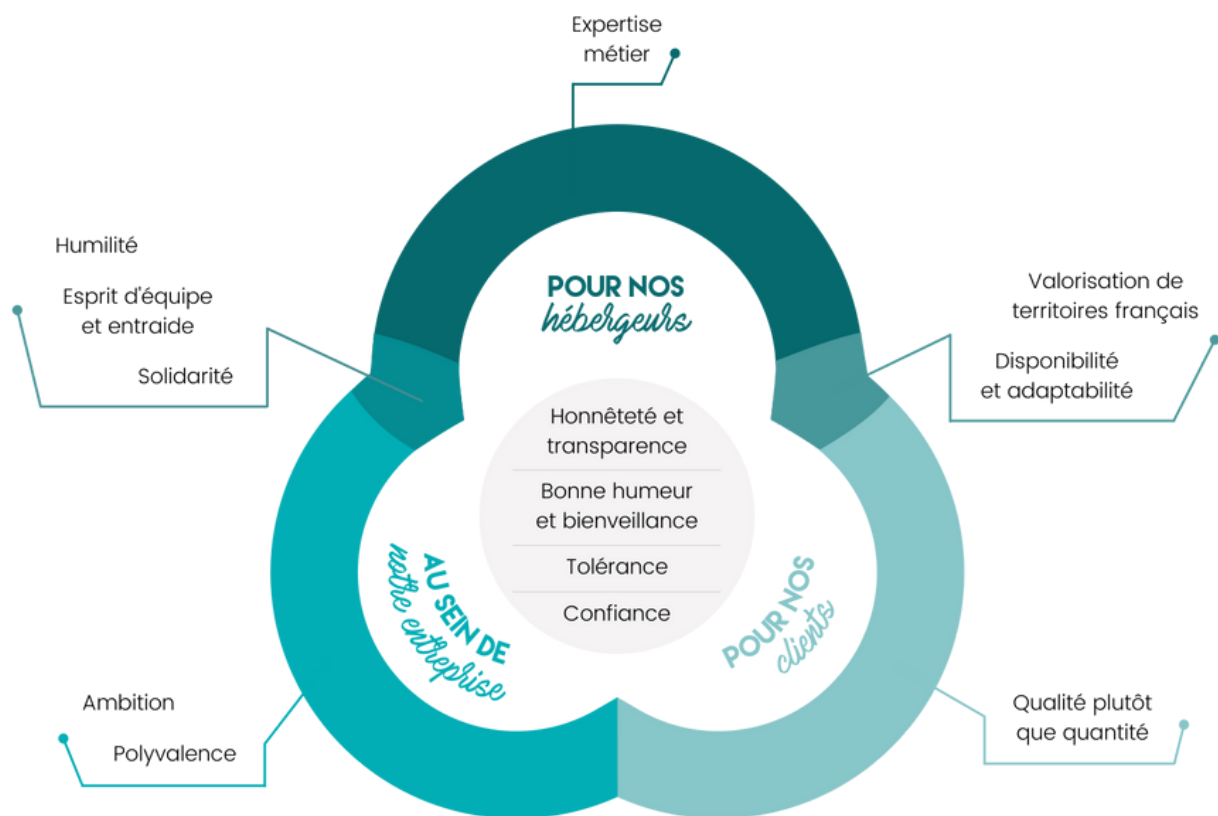 Expertise
métier
Humilité
Esprit d'équipe
et entraide
Solidarité
POUR NOS
hébergeurs
Valorisation de
territoires français
Disponibilité
et adaptabilité
Honnêteté et
transparence
Bonne humeur
et bienveillance
Tolérance
Confiance
AU SEIN DE
notre entreprise
POUR NOS
clients
Ambition
Polyvalence
Qualité plutôt
que quantité